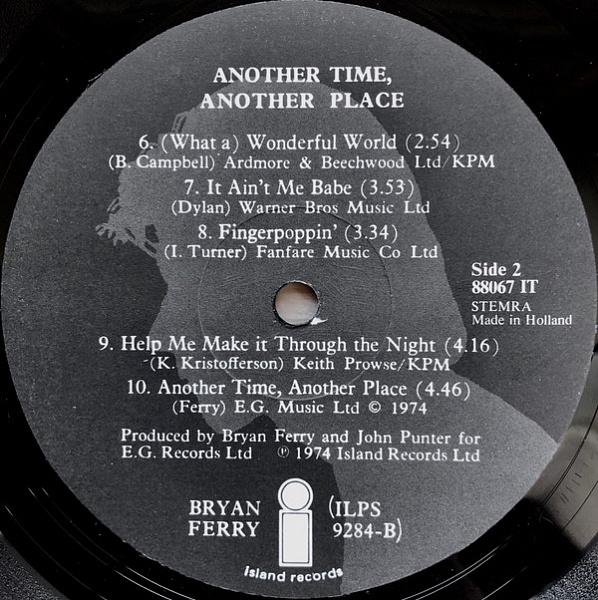 ANOTHER TIME,
ANOTHER PLACE
6. (What a) Wonderful World (2.54)
(B. Campbell) Ardmore & Beechwood Ltd/KPM
7. It Ain't Me Babe (3.53)
(Dylan) Warner Bros Music Ltd
8. Fingerpoppin' (3.34)
(I. Turner) Fanfare Music Co Ltd
Side 2
88067 IT
STEMRA
Made in Holland
9. Help Me Make it Through the Night (4.16)
(K. Kristofferson) Keith Prowse/KPM
10. Another Time, Another Place (4.46)
(Ferry) E.G. Music Ltd © 1974
Produced by Bryan Ferry and John Punter for
E.G. Records Ltd ℗ 1974 Island Records Ltd
BRYAN
FERRY
(ILPS
9284-B)
island records